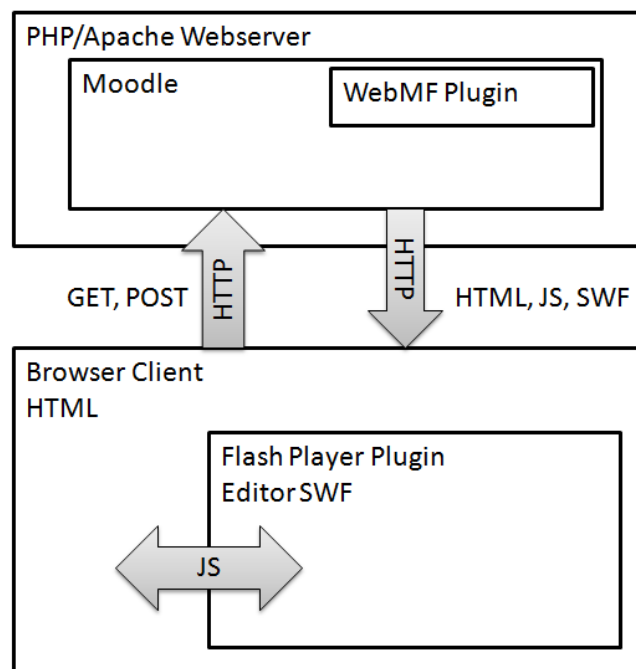 PHP/Apache Webserver
Moodle
WebMF Plugin
HTTP
HTTP
GET, POST
HTML, JS, SWF
Browser Client
HTML
Flash Player Plugin
Editor SWF
JS